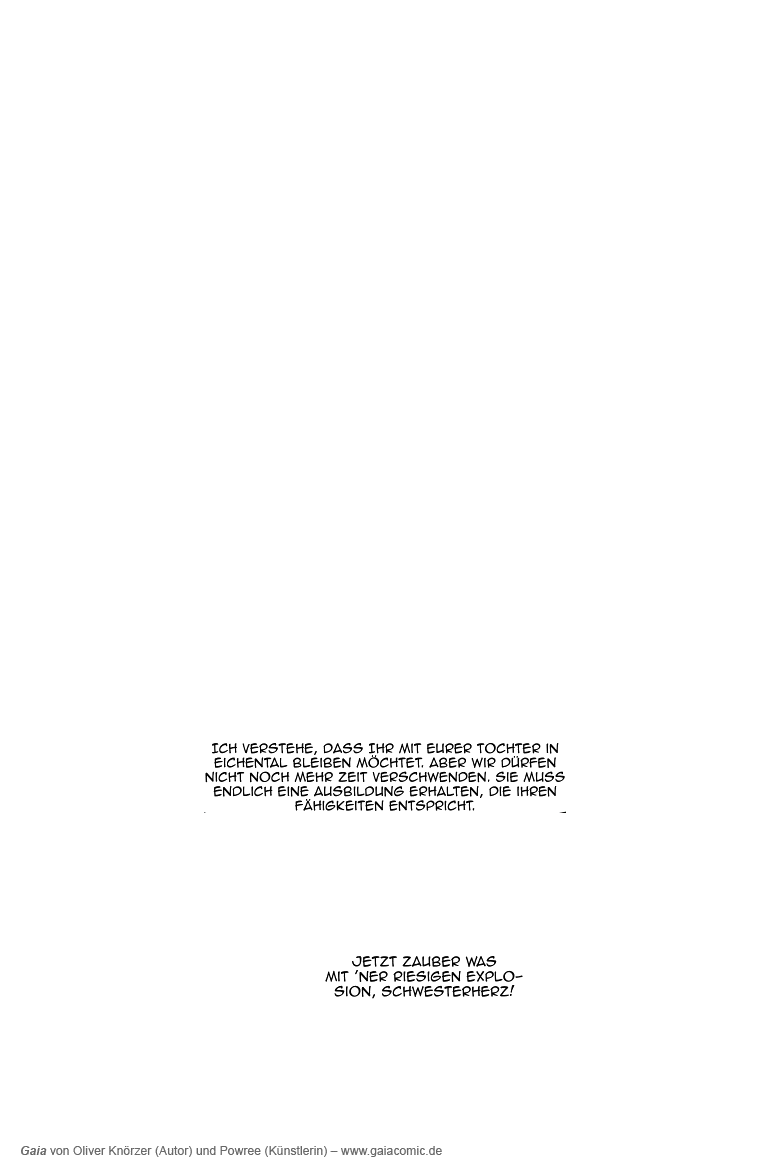 ICH VERSTEHE, DASS IHR MIT EURER TOCHTER IN
EICHENTAL BLEIBEN MÖCHTET. ABER WIR DÜRFEN
NICHT NOCH MEHR ZEIT VERSCHWENDEN. SIE MUSS
ENDLICH EINE AUSBILDUNG ERHALTEN, DIE IHREN
FÄHIGKEITEN ENTSPRICHT.
JETZT ZAUBER WAS
MIT 'NER RIESIGEN EXPLO-
SION, SCHWESTERHERZ!
Gaia von Oliver Knörzer (Autor) und Powree (Künstlerin) – www.gaiacomic.de